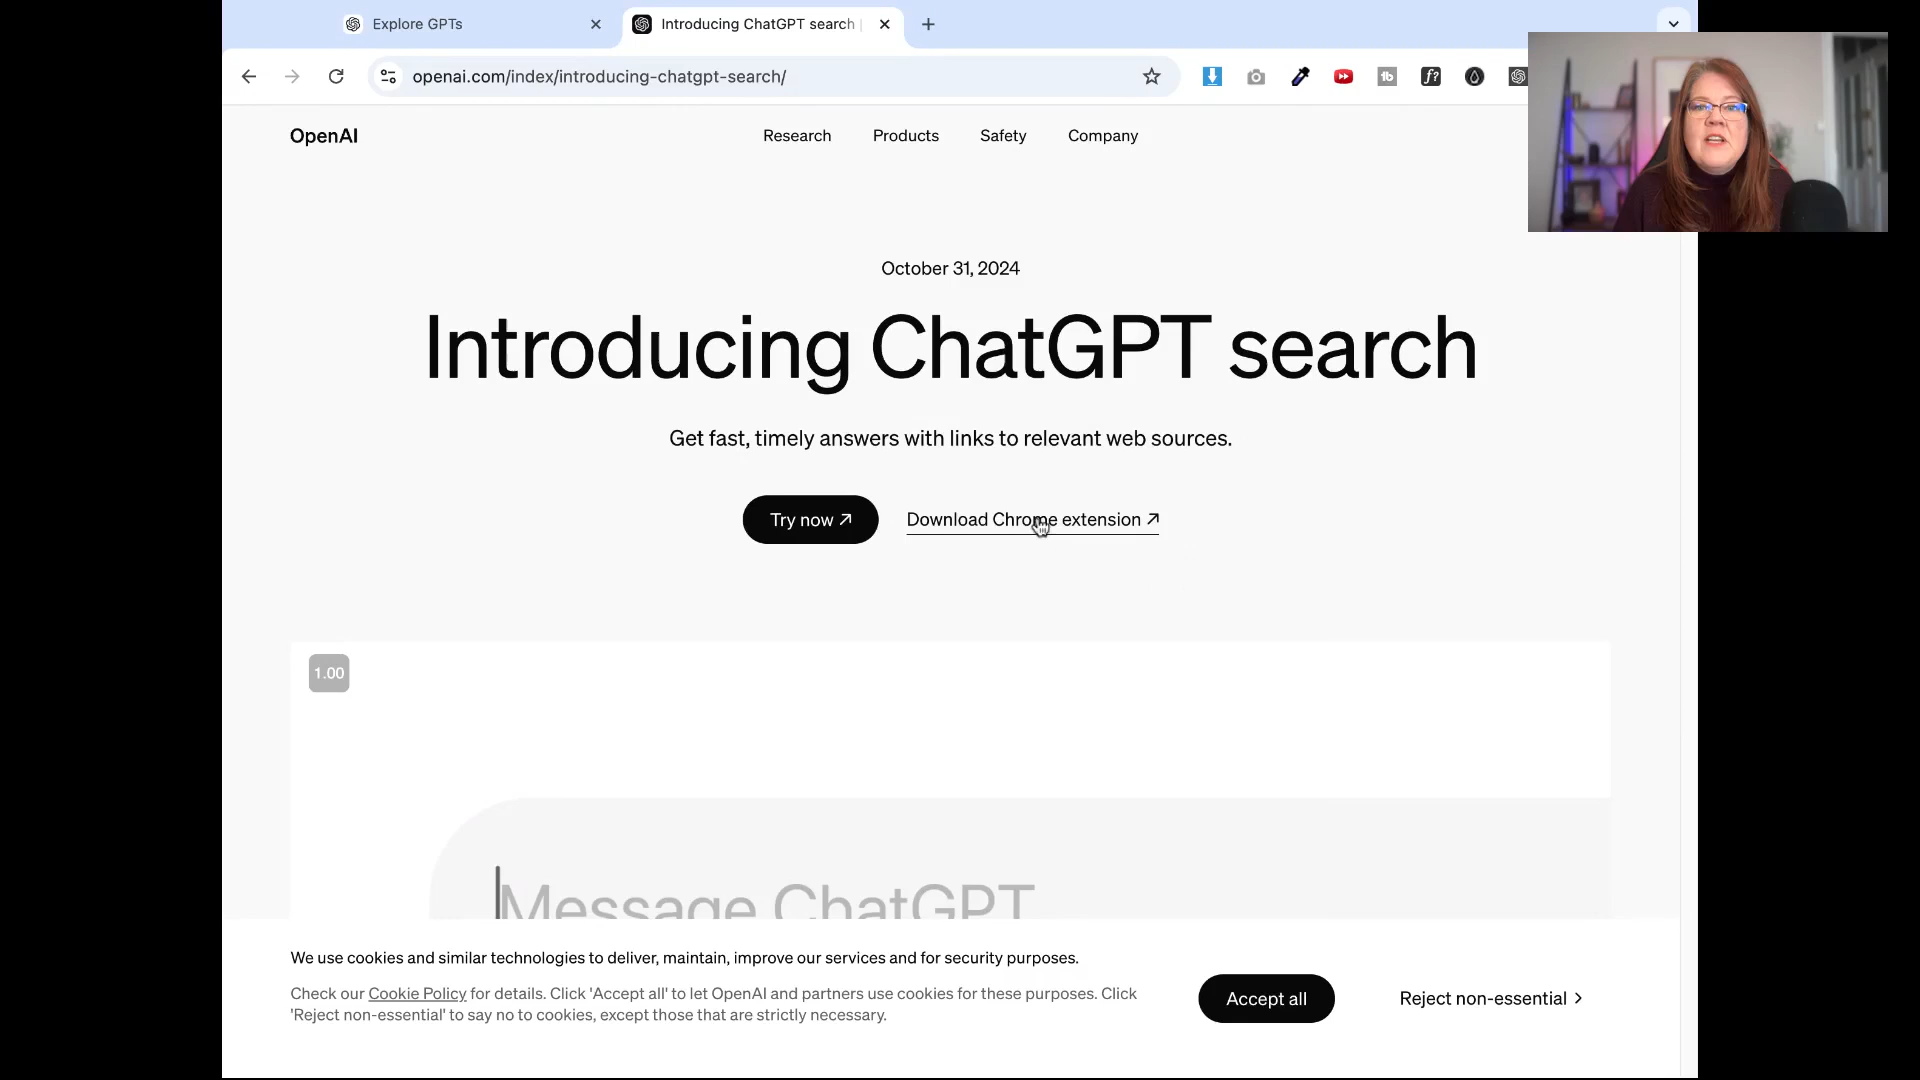 Explore GPTs
Introducing ChatGPT search
openai.com/index/introducing-chatgpt-search/
tb
f?
OpenAI
Research
Products
Safety
Company
October 31, 2024
Introducing ChatGPT search
Get fast, timely answers with links to relevant web sources.
Try now ↗
Download Chrome extension ↗
1.00
Message ChatGPT
We use cookies and similar technologies to deliver, maintain, improve our services and for security purposes.
Check our Cookie Policy for details. Click 'Accept all' to let OpenAI and partners use cookies for these purposes. Click
'Reject non-essential' to say no to cookies, except those that are strictly necessary.
Accept all
Reject non-essential